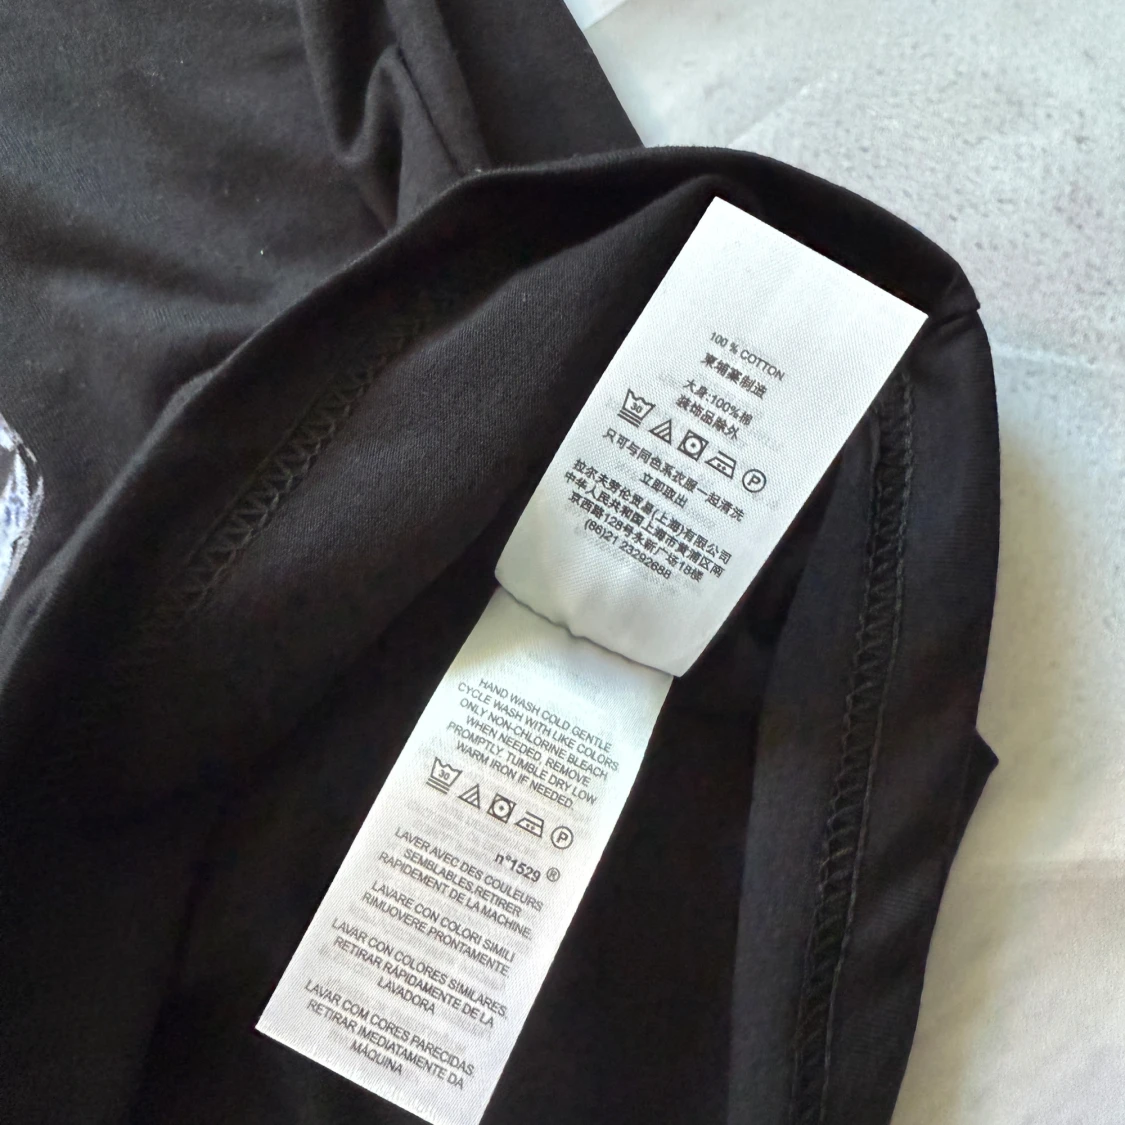 100 % COTTON
柬埔寨制造
大身:100%棉
装饰品除外
30
P
只可与同色系衣服一起清洗
立即取出
拉尔夫劳伦贸易(上海)有限公司
中华人民共和国上海市黄浦区南
京西路128号永新广场18楼
(86)21 23292688
HAND WASH COLD GENTLE
CYCLE WASH WITH LIKE COLORS
ONLY NON-CHLORINE BLEACH
WHEN NEEDED, REMOVE
PROMPTLY, TUMBLE DRY LOW
WARM IRON IF NEEDED.
30
P
n°1529 ®
LAVER AVEC DES COULEURS
SEMBLABLES,RETIRER
RAPIDEMENT DE LA MACHINE.
LAVARE CON COLORI SIMILI
RIMUOVERE PRONTAMENTE
LAVAR CON COLORES SIMILARES.
RETIRAR RÁPIDAMENTE DE LA
LAVADORA
LAVAR COM CORES PARECIDAS.
RETIRAR IMEDIATAMENTE DA
MÁQUINA